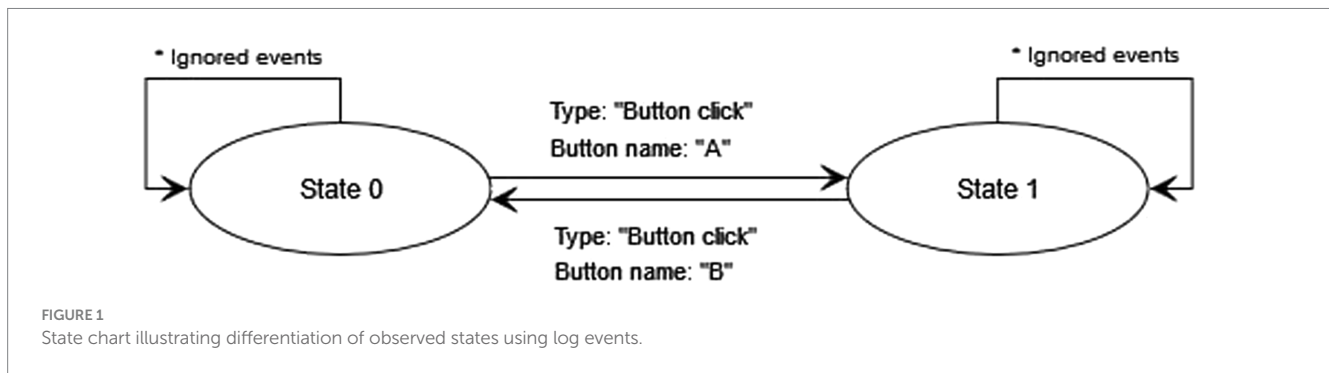 * Ignored events
* Ignored events
Type: "Button click"
Button name: "A"
State 0
State 1
Type: "Button click"
Button name: "B"
FIGURE 1
State chart illustrating differentiation of observed states using log events.